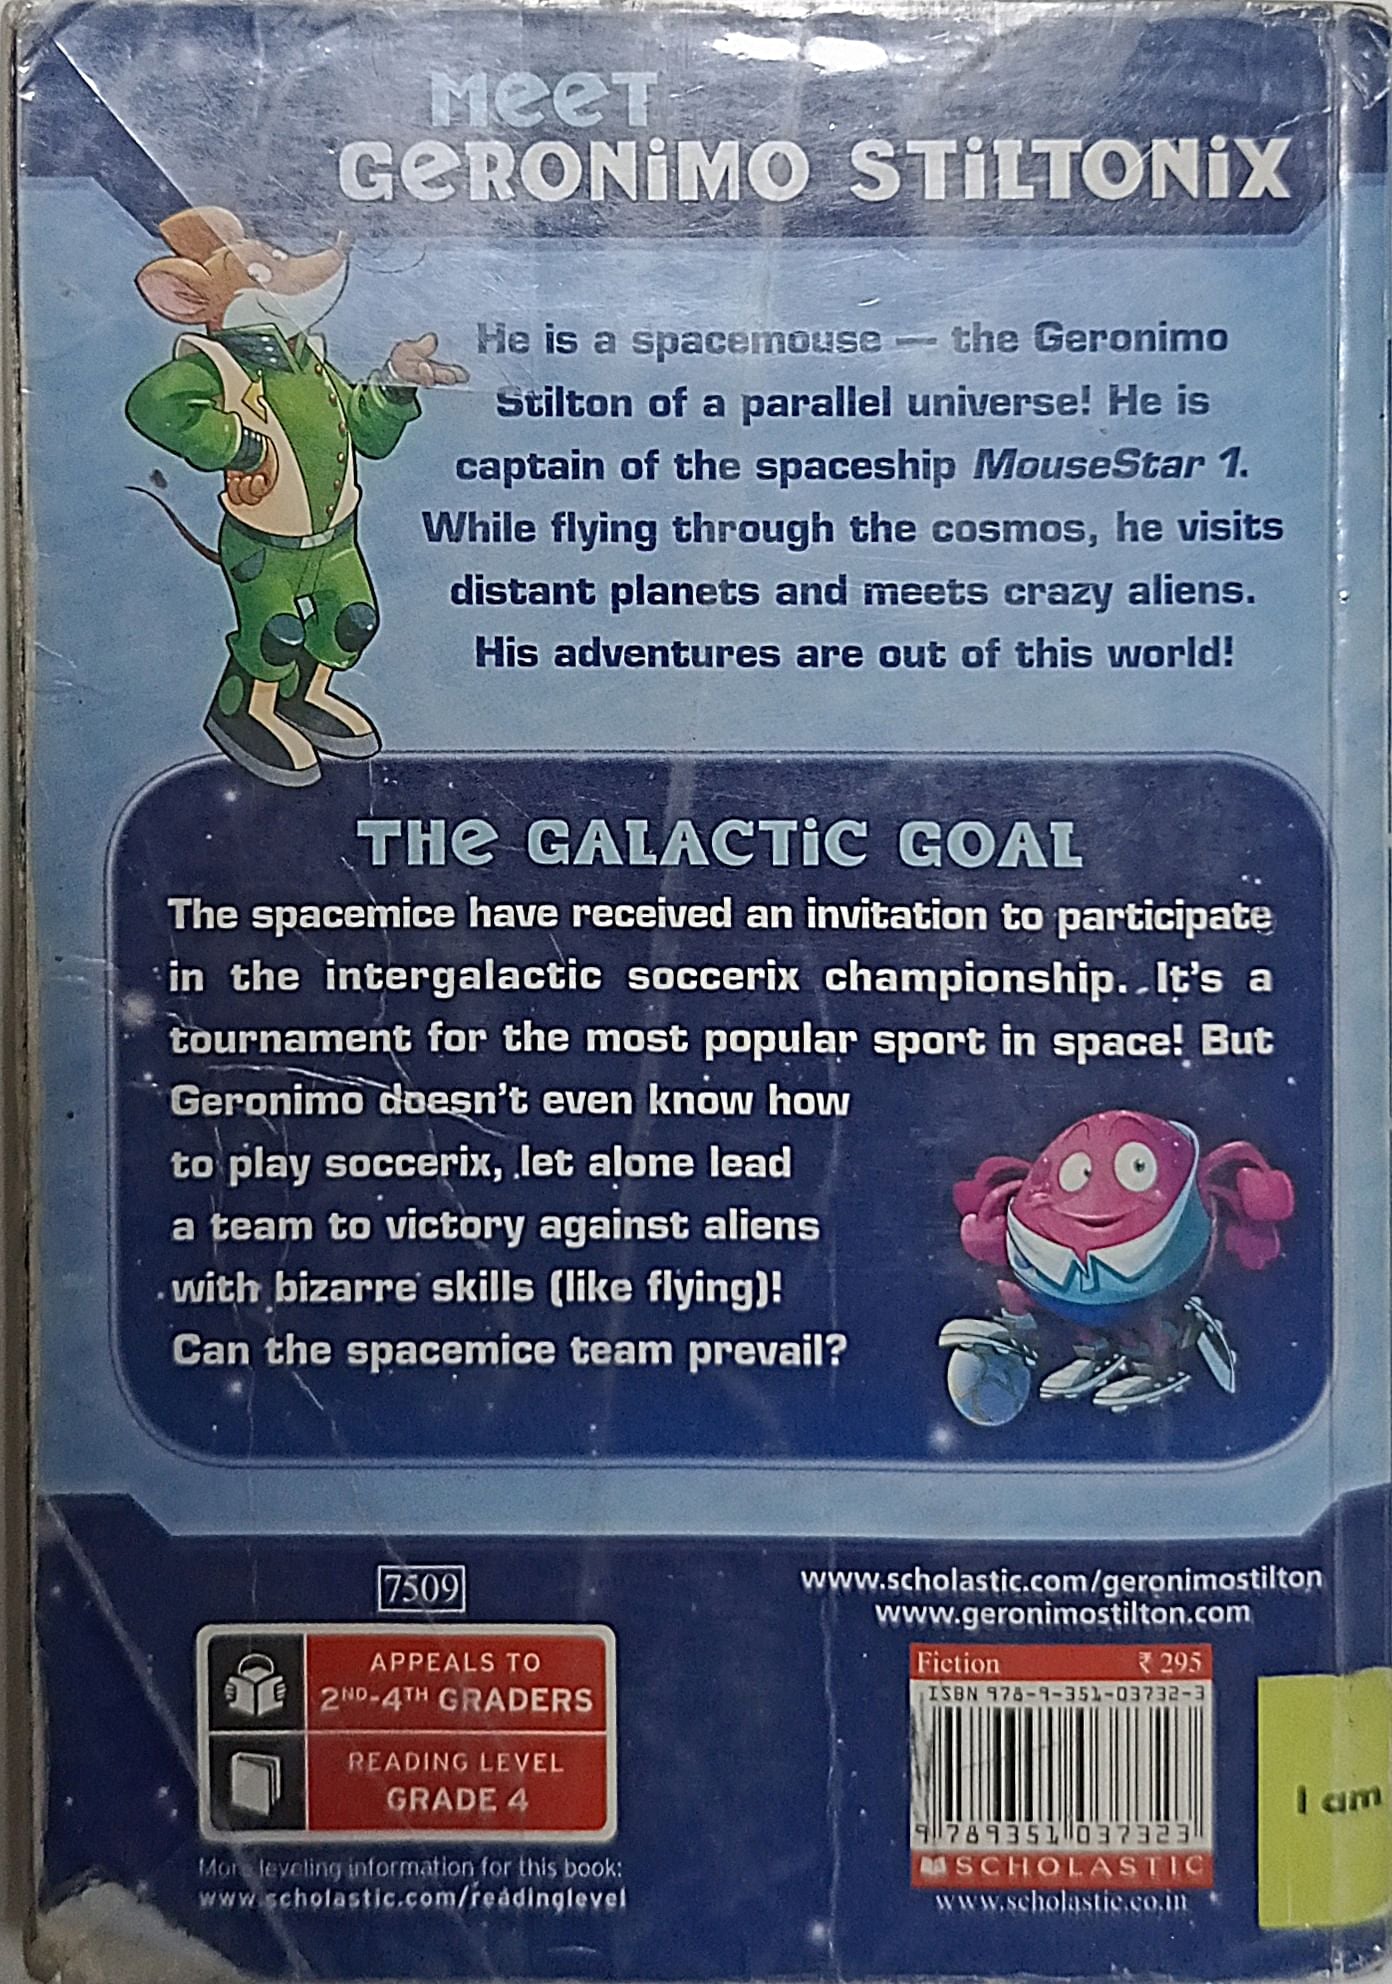 MEET
GERONIMO STILTONIX
He is a spacemouse — the Geronimo
Stilton of a parallel universe! He is
captain of the spaceship MouseStar 1.
While flying through the cosmos, he visits
distant planets and meets crazy aliens.
His adventures are out of this world!
THE GALACTIC GOAL
The spacemice have received an invitation to participate
in the intergalactic soccerix championship. It's a
tournament for the most popular sport in space! But
Geronimo doesn't even know how
to play soccerix, let alone lead
a team to victory against aliens
with bizarre skills (like flying)!
Can the spacemice team prevail?
7509
APPEALS TO
2ND-4TH GRADERS
READING LEVEL
GRADE 4
More leveling information for this book:
www.scholastic.com/readinglevel
www.scholastic.com/geronimostilton
www.geronimostilton.com
Fiction ₹ 295
ISBN 978-9-351-03732-3
9 789351 037323
SCHOLASTIC
www.scholastic.co.in
I am